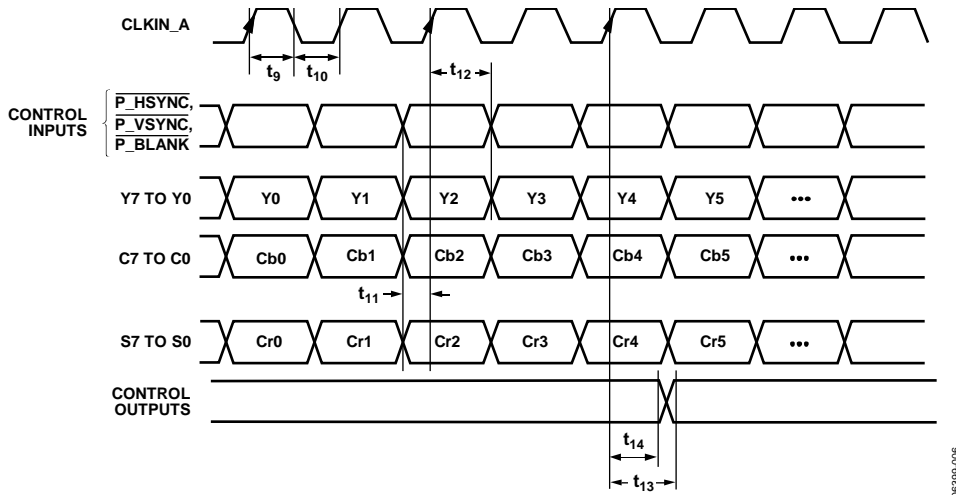 CLKIN_A
t9
t10
t12
CONTROL
INPUTS
P_HSYNC,
P_VSYNC,
P_BLANK
Y7 TO Y0 Y0 Y1 Y2 Y3 Y4 Y5 •••
C7 TO C0 Cb0 Cb1 Cb2 Cb3 Cb4 Cb5 •••
t11
S7 TO S0 Cr0 Cr1 Cr2 Cr3 Cr4 Cr5 •••
CONTROL
OUTPUTS
t14
t13
06399-006